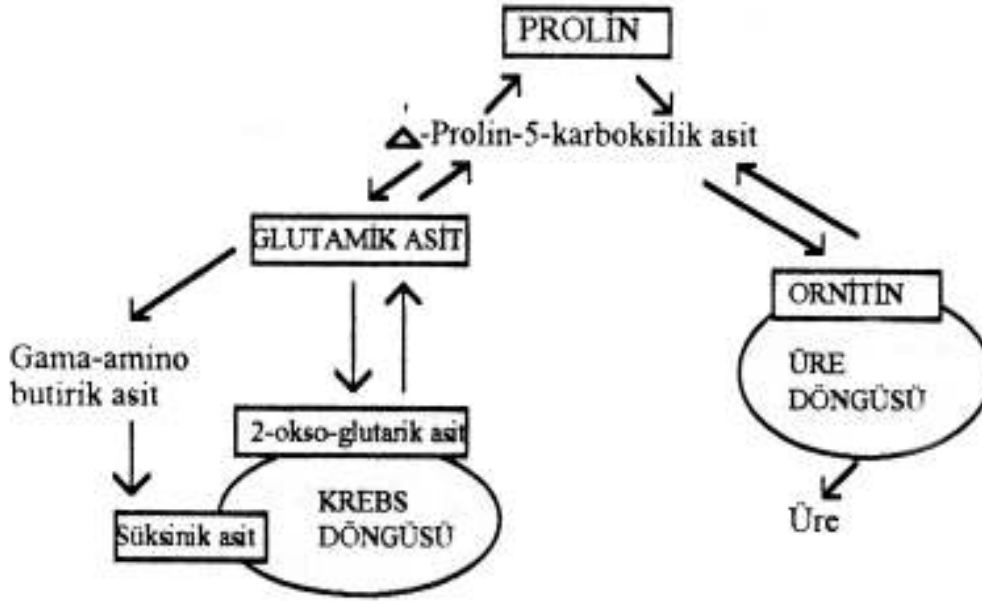 PROLİN
Δ-Prolin-5-karboksilik asit
GLUTAMİK ASİT
ORNİTİN
Gama-amino
butirik asit
ÜRE
DÖNGÜSÜ
2-okso-glutarik asit
KREBS
DÖNGÜSÜ
Üre
Süksinik asit